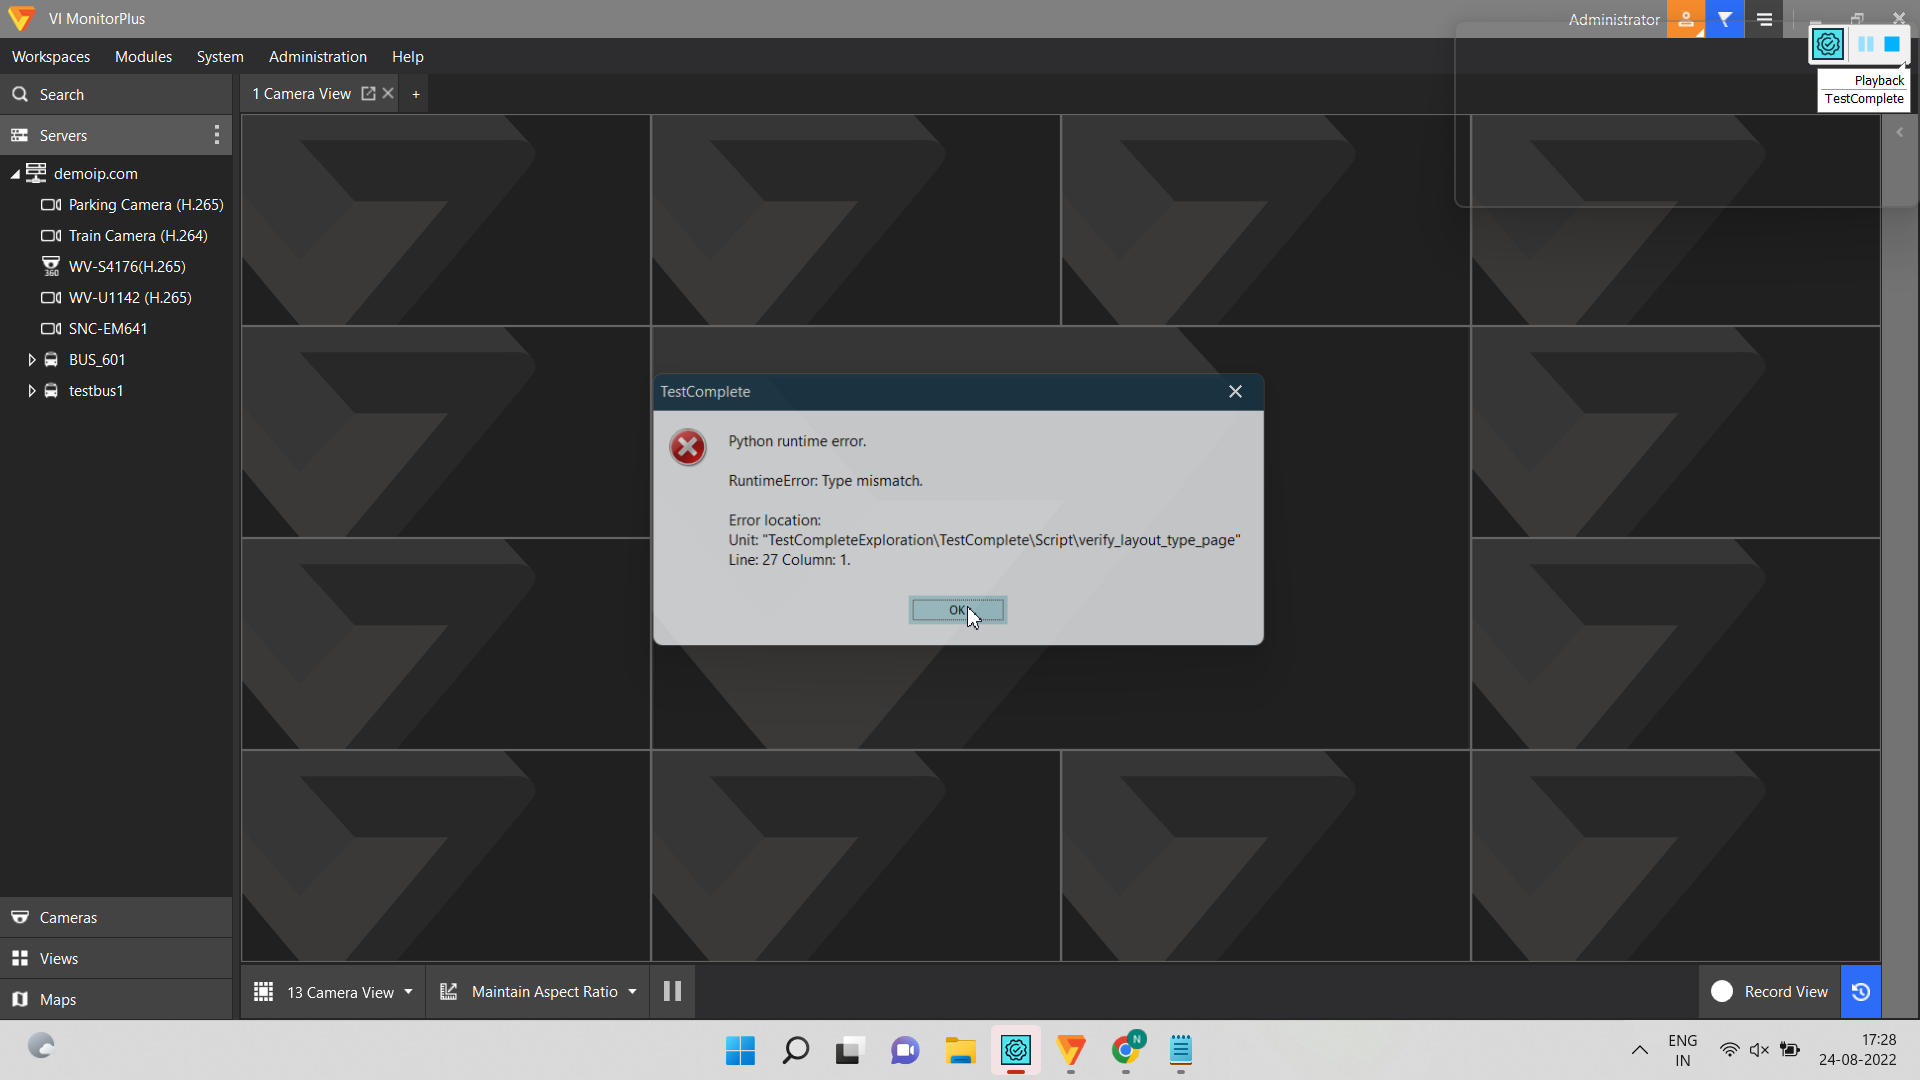 VI MonitorPlus
Administrator
Workspaces Modules System Administration Help
Playback
TestComplete
Search
1 Camera View
+
Servers
demoip.com
Parking Camera (H.265)
Train Camera (H.264)
360
WV-S4176(H.265)
WV-U1142 (H.265)
SNC-EM641
BUS_601
testbus1
TestComplete
Python runtime error.
RuntimeError: Type mismatch.
Error location:
Unit: "TestCompleteExploration\TestComplete\Script\verify_layout_type_page"
Line: 27 Column: 1.
OK
Cameras
Views
Maps
13 Camera View
Maintain Aspect Ratio
Record View
N
ENG
IN
17:28
24-08-2022